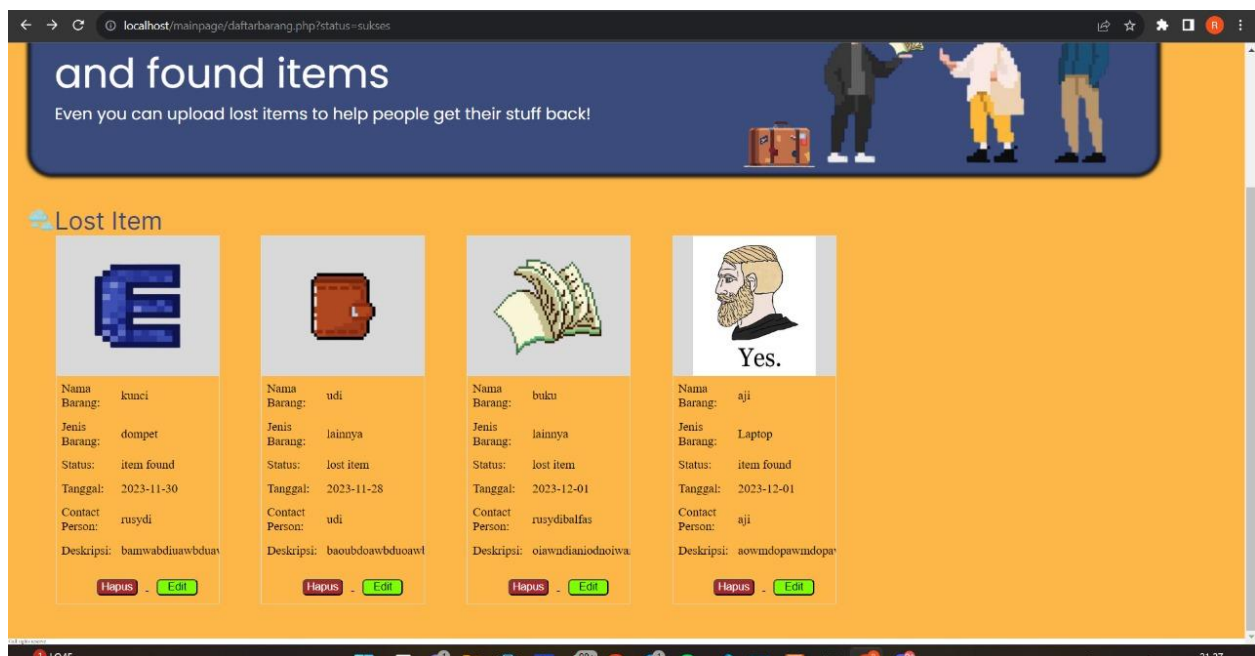 localhost/mainpage/daftarbarang.php?status=sukses
R
and found items
Even you can upload lost items to help people get their stuff back!
Lost Item
E
Yes.
Nama Barang: kunci
Jenis Barang: dompet
Status: item found
Tanggal: 2023-11-30
Contact Person: rusydi
Deskripsi: bamwabdiuawbduav
Hapus - Edit
Nama Barang: udi
Jenis Barang: lainnya
Status: lost item
Tanggal: 2023-11-28
Contact Person: udi
Deskripsi: baoubdoawbduoawl
Hapus - Edit
Nama Barang: buku
Jenis Barang: lainnya
Status: lost item
Tanggal: 2023-12-01
Contact Person: rusydibalfas
Deskripsi: oiawndianiodnoiwa
Hapus - Edit
Nama Barang: aji
Jenis Barang: Laptop
Status: item found
Tanggal: 2023-12-01
Contact Person: aji
Deskripsi: aowmdopawmdopa
Hapus - Edit